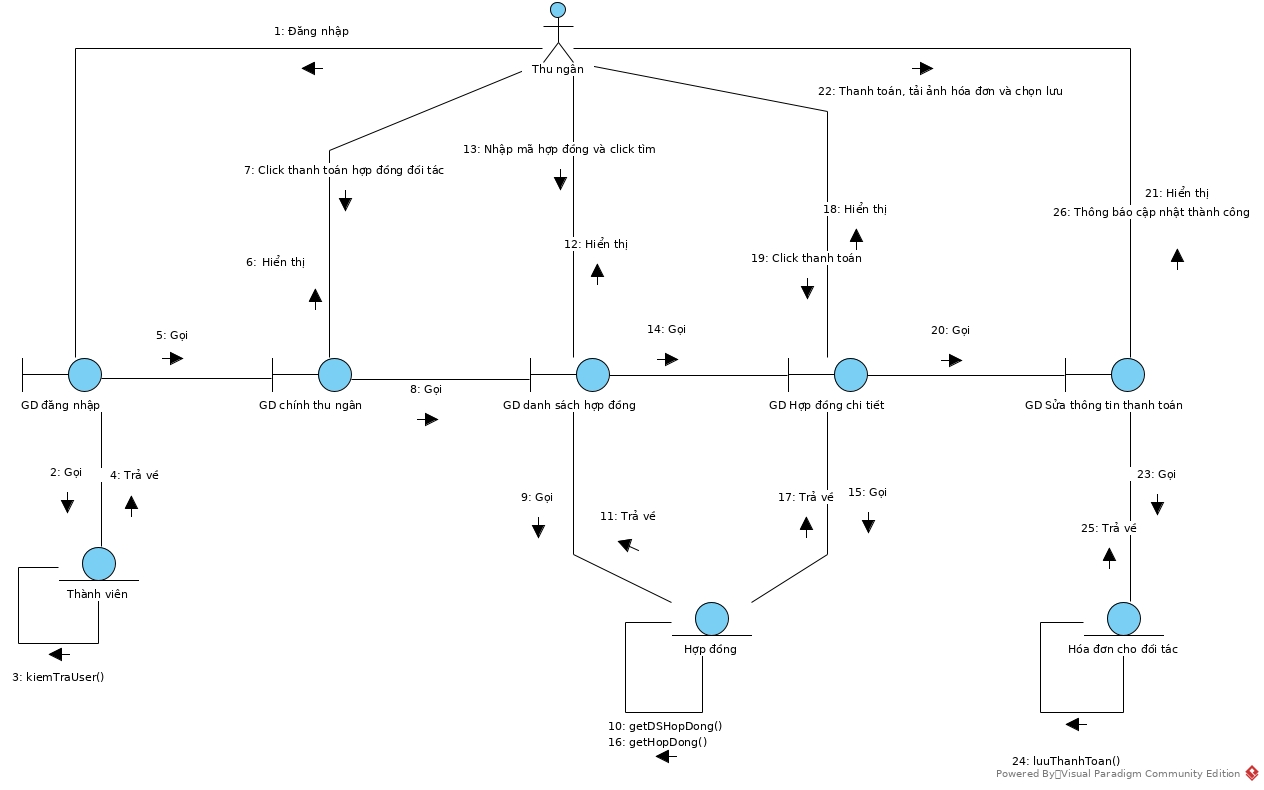 1: Đăng nhập
Thu ngân
22: Thanh toán, tải ảnh hóa đơn và chọn lưu
13: Nhập mã hợp đồng và click tìm
7: Click thanh toán hợp đồng đối tác
21: Hiển thị
18: Hiển thị
26: Thông báo cập nhật thành công
12: Hiển thị
19: Click thanh toán
6: Hiển thị
5: Gọi
14: Gọi
20: Gọi
8: Gọi
GD đăng nhập
GD chính thu ngân
GD danh sách hợp đồng
GD Hợp đồng chi tiết
GD Sửa thông tin thanh toán
2: Gọi
4: Trả về
9: Gọi
11: Trả về
17: Trả về
15: Gọi
23: Gọi
25: Trả về
Thành viên
3: kiemTraUser()
Hợp đồng
Hóa đơn cho đối tác
10: getDSHopDong()
16: getHopDong()
24: luuThanhToan()
Powered By Visual Paradigm Community Edition